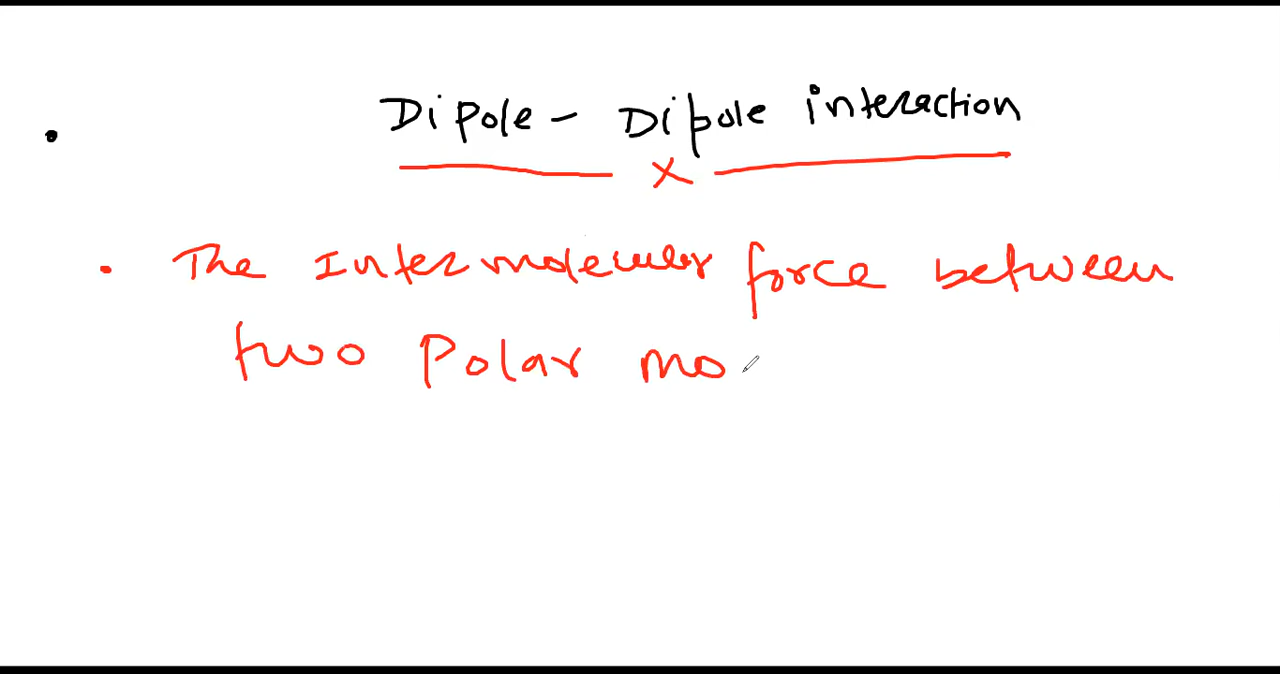 Dipole - Dipole interaction
X
• The Intermolecular force between
two Polar mo